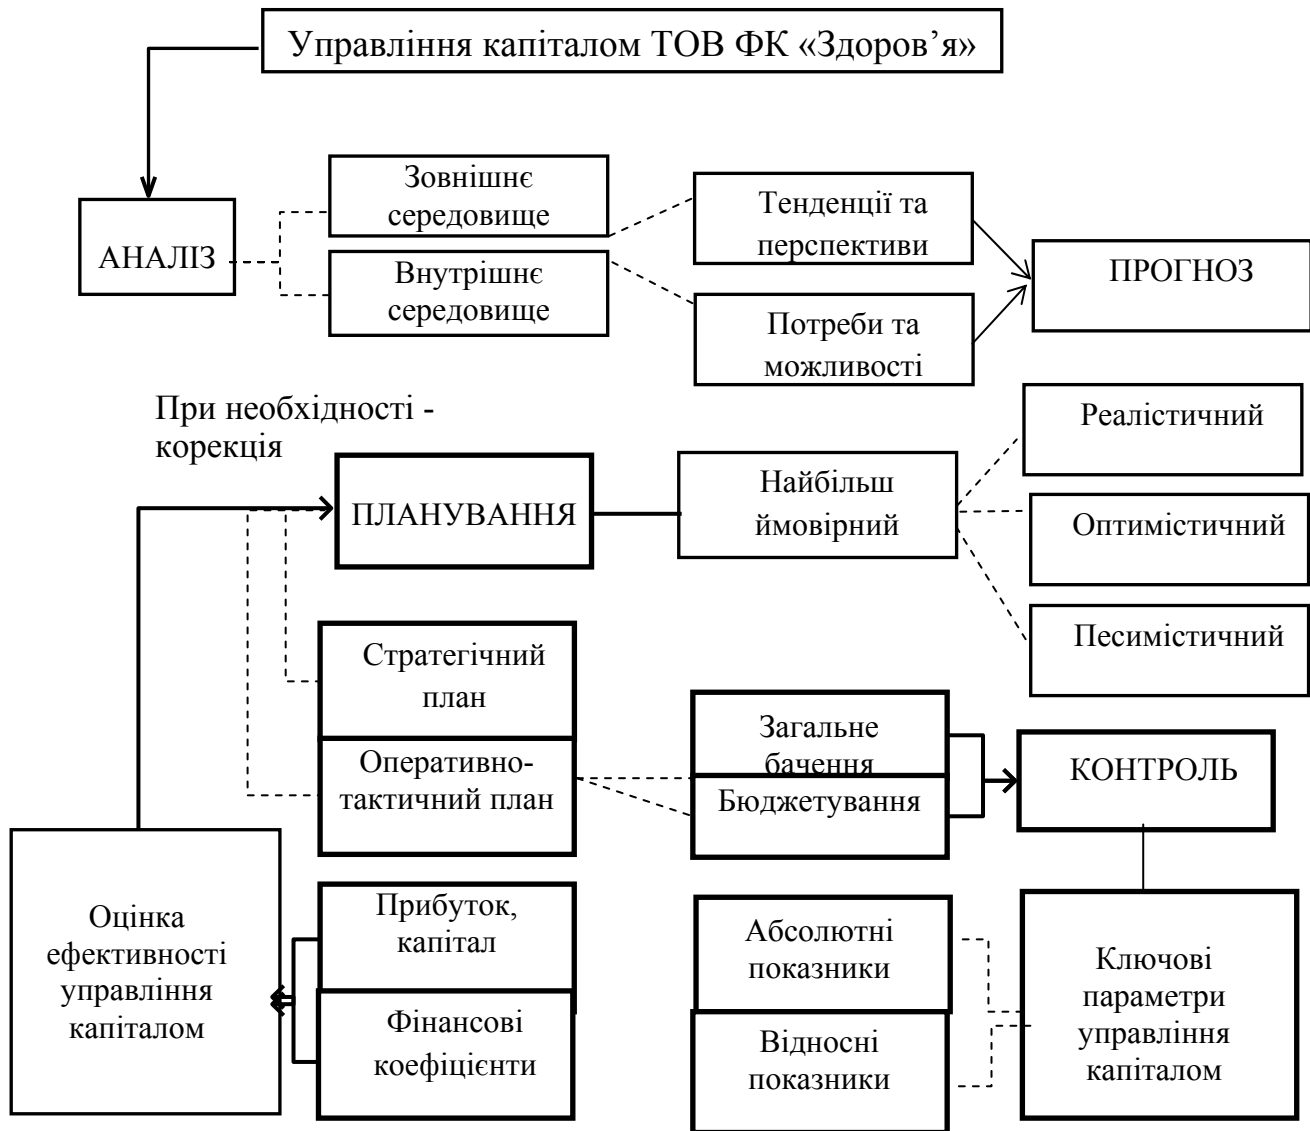 Управління капіталом ТОВ ФК «Здоров’я»
АНАЛІЗ
Зовнішнє
середовище
Внутрішнє
середовище
Тенденції та
перспективи
Потреби та
можливості
ПРОГНОЗ
При необхідності -
корекція
ПЛАНУВАННЯ
Найбільш
ймовірний
Реалістичний
Оптимістичний
Песимістичний
Стратегічний
план
Оперативно-
тактичний план
Загальне
бачення
Бюджетування
КОНТРОЛЬ
Оцінка
ефективності
управління
капіталом
Прибуток,
капітал
Фінансові
коефіцієнти
Абсолютні
показники
Відносні
показники
Ключові
параметри
управління
капіталом